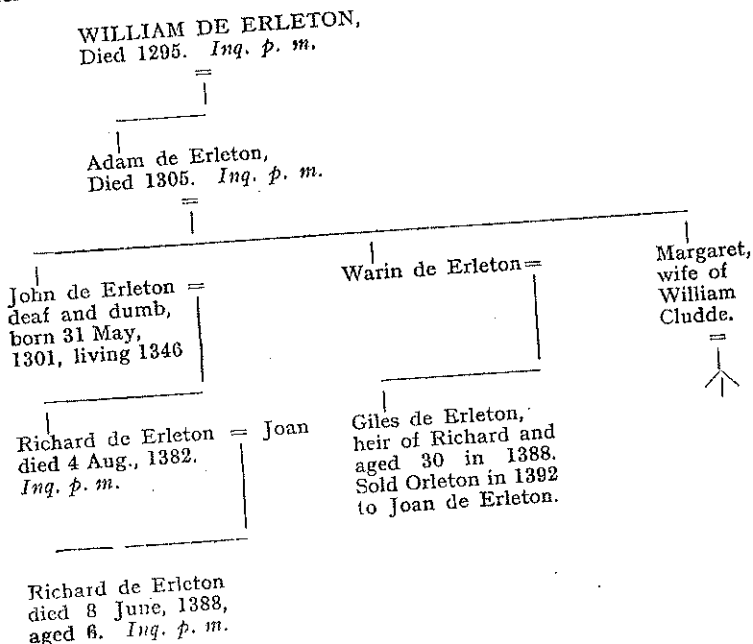 WILLIAM DE ERLETON,
Died 1295. Inq. p. m.
=
Adam de Erleton,
Died 1305. Inq. p. m.
=
John de Erleton =
deaf and dumb,
born 31 May,
1301, living 1346
Warin de Erleton=
Margaret,
wife of
William
Cludde.
=
Richard de Erleton = Joan
died 4 Aug., 1382.
Inq. p. m.
Giles de Erleton,
heir of Richard and
aged 30 in 1388.
Sold Orleton in 1392
to Joan de Erleton.
Richard de Erleton
died 8 June, 1388,
aged 6. Inq. p. m.